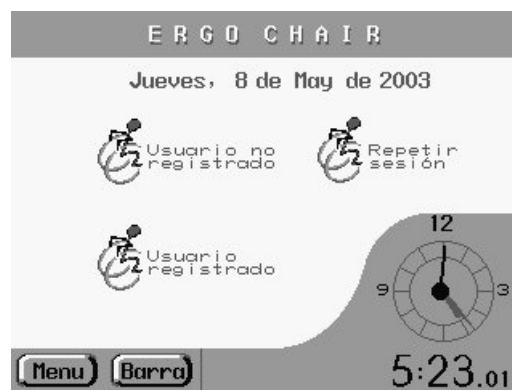 ERGO CHAIR
Jueves, 8 de May de 2003
Usuario no
registrado
Repetir
sesión
Usuario
registrado
12
9
3
Menu
Barra
5:23.01